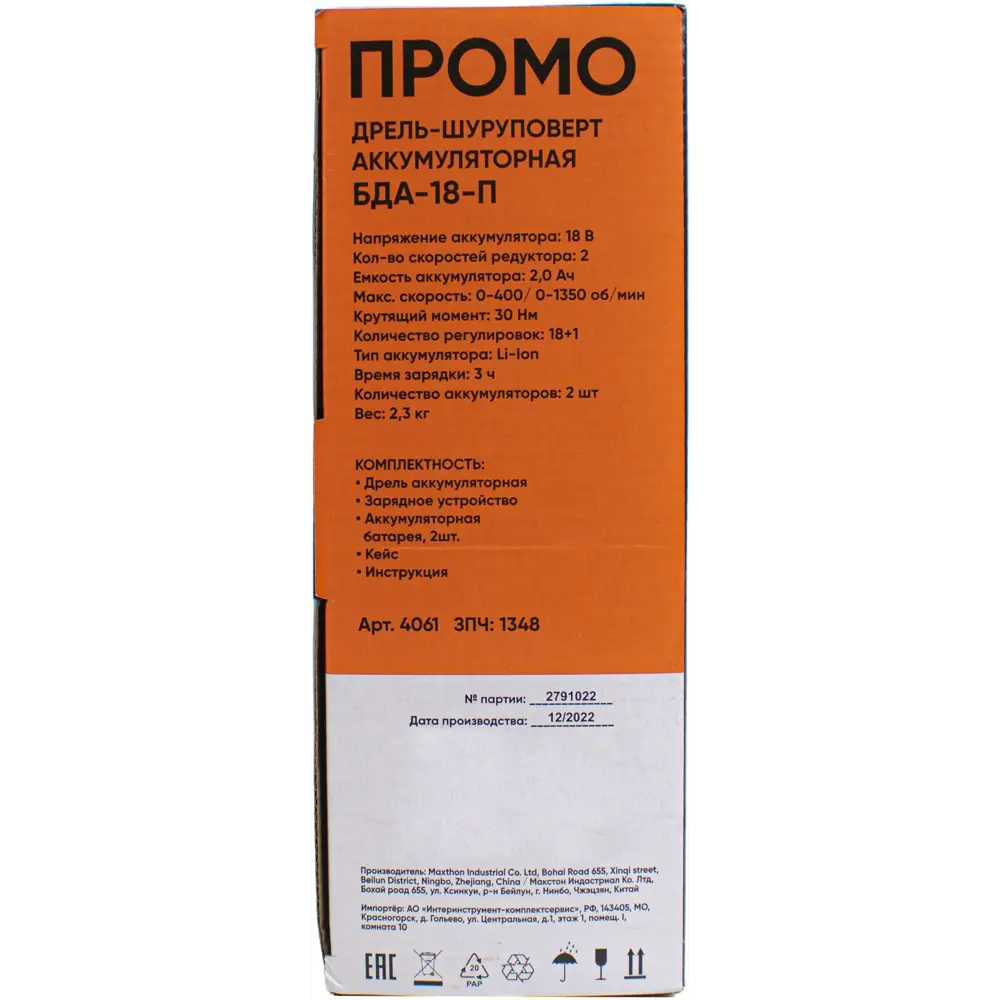 ПРОМО
ДРЕЛЬ-ШУРУПОВЕРТ
АККУМУЛЯТОРНАЯ
БДА-18-П
Напряжение аккумулятора: 18 В
Кол-во скоростей редуктора: 2
Емкость аккумулятора: 2,0 Ач
Макс. скорость: 0-400/ 0-1350 об/мин
Крутящий момент: 30 Нм
Количество регулировок: 18+1
Тип аккумулятора: Li-Ion
Время зарядки: 3 ч
Количество аккумуляторов: 2 шт
Вес: 2,3 кг
КОМПЛЕКТНОСТЬ:
• Дрель аккумуляторная
• Зарядное устройство
• Аккумуляторная
батарея, 2шт.
• Кейс
• Инструкция
Арт. 4061 ЗПЧ: 1348
№ партии: 2791022
Дата производства: 12/2022
Производитель: Maxthon Industrial Co. Ltd, Bohai Road 655, Xinqi street,
Beilun District, Ningbo, Zhejiang, China / Макстон Индастриал Ко. Лтд,
Бохай роад 655, ул. Ксинкуи, р-н Бейлун, г. Нинбо, Чжэцзян, Китай
Импортёр: АО «Интеринструмент-комплектсервис», РФ, 143405, МО,
Красногорск, д. Гольево, ул. Центральная, д.1, этаж 1, помещ. I,
комната 10
EAC
20
PAP